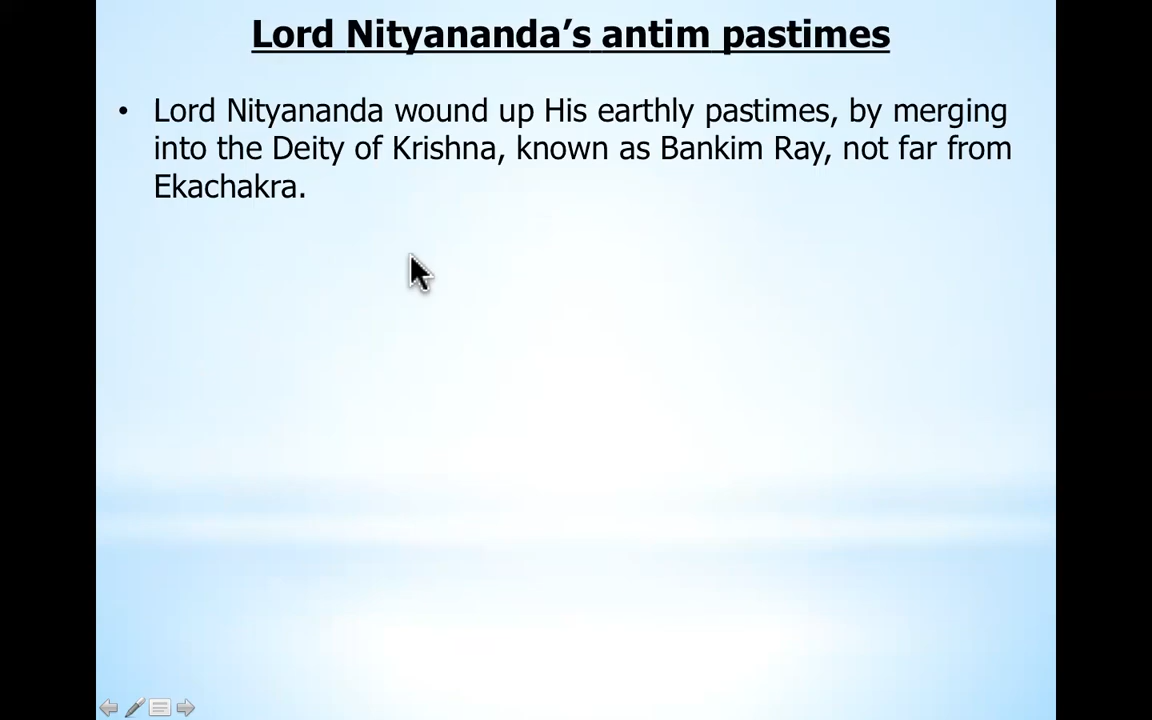 Lord Nityananda’s antim pastimes
• Lord Nityananda wound up His earthly pastimes, by merging
into the Deity of Krishna, known as Bankim Ray, not far from
Ekachakra.